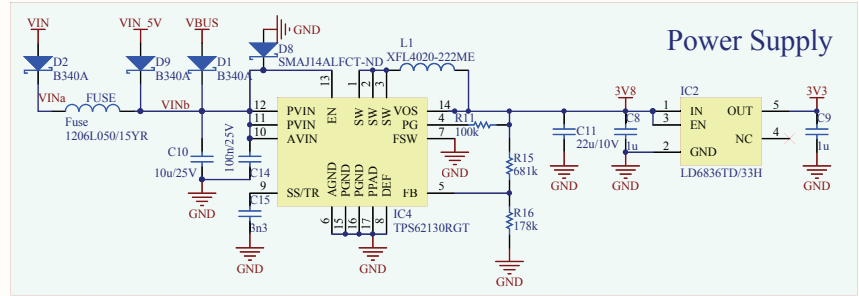 Power Supply
VIN
VIN_5V
VBUS
GND
D2
B340A
D9
B340A
D1
B340A
D8
SMAJ14ALFCT-ND
L1
XFL4020-222ME
VINa
FUSE
Fuse
1206L050/15YR
VINb
C10
10u/25V
100n/25V
C14
GND
C15
3n3
GND
12
11
10
9
13
1
2
3
PVIN
PVIN
AVIN
SS/TR
EN
SW
SW
SW
VOS
PG
FSW
FB
14
4
7
5
AGND
PGND
PGND
PPAD
DEF
6
15
16
17
8
IC4
TPS62130RGT
GND
R11
100k
GND
R15
681k
R16
178k
GND
C11
22u/10V
GND
3V8
C8
1u
GND
1
3
2
IC2
IN
EN
GND
OUT
NC
5
4
LD6836TD/33H
3V3
C9
1u
GND